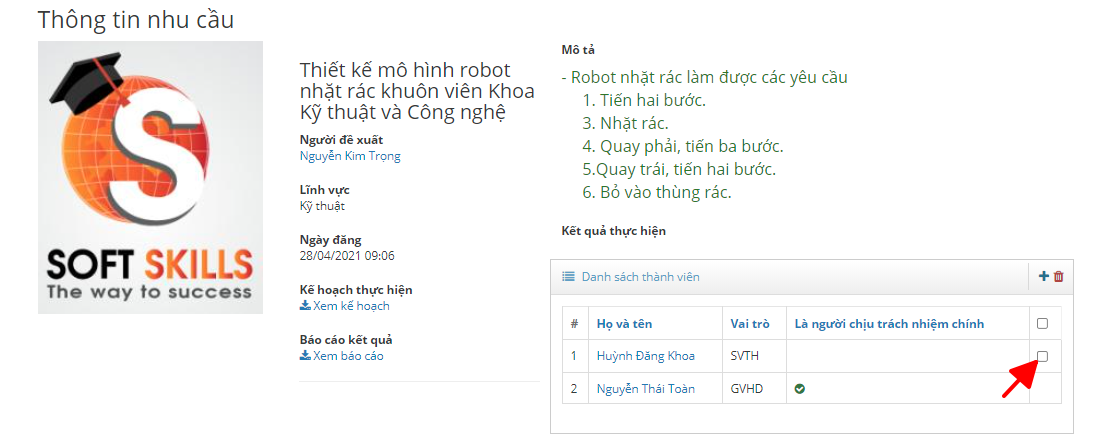 Thông tin nhu cầu
S
SOFT SKILLS
The way to success
Thiết kế mô hình robot
nhặt rác khuôn viên Khoa
Kỹ thuật và Công nghệ
Người đề xuất
Nguyễn Kim Trọng
Lĩnh vực
Kỹ thuật
Ngày đăng
28/04/2021 09:06
Kế hoạch thực hiện
Xem kế hoạch
Báo cáo kết quả
Xem báo cáo
Mô tả
- Robot nhặt rác làm được các yêu cầu
1. Tiến hai bước.
3. Nhặt rác.
4. Quay phải, tiến ba bước.
5.Quay trái, tiến hai bước.
6. Bỏ vào thùng rác.
Kết quả thực hiện
Danh sách thành viên
# Họ và tên Vai trò Là người chịu trách nhiệm chính
1 Huỳnh Đăng Khoa SVTH
2 Nguyễn Thái Toàn GVHD